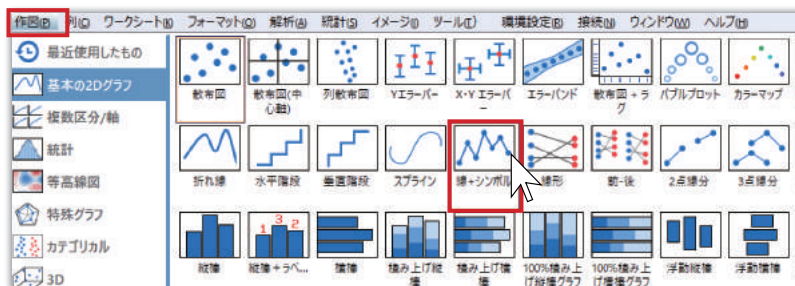 作図(P) 列(C) ワークシート(K) フォーマット(O) 解析(A) 統計(S) イメージ(I) ツール(T) 環境設定(E) 接続(N) ウィンドウ(W) ヘルプ(H)
最近使用したもの
基本の2Dグラフ
複数区分/軸
統計
等高線図
特殊グラフ
カテゴリカル
3D
散布図 散布図(中心軸) 列散布図 Yエラーバー X-Y エラーバー エラーバンド 散布図 + ラグ バブルプロット カラーマップ
折れ線 水平階段 垂直階段 スプライン 線+シンボル 線形 前-後 2点線分 3点線分
1 3 2
縦棒 縦棒 + ラベ... 横棒 積み上げ縦棒 積み上げ横棒 100%積み上げ縦棒グラフ 100%積み上げ横棒グラフ 浮動縦棒 浮動横棒